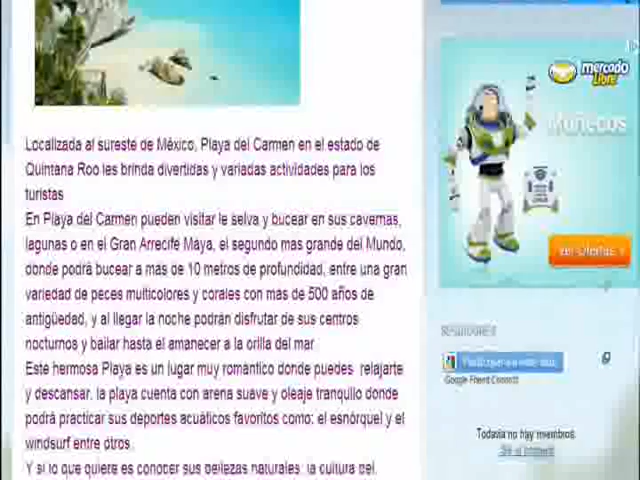 Localizada al sureste de México, Playa del Carmen en el estado de
Quintana Roo les brinda divertidas y variadas actividades para los
turistas
En Playa del Carmen pueden visitar le selva y bucear en sus cavernas,
lagunas o en el Gran Arrecife Maya, el segundo mas grande del Mundo,
donde podrá bucear a más de 10 metros de profundidad, entre una gran
variedad de peces multicolores y corales con mas de 500 años de
antigüedad, y al llegar la noche podrán disfrutar de sus centros
nocturnos y bailar hasta el amanecer a la orilla del mar
Este hermosa Playa es un lugar muy romántico donde puedes relajarte
y descansar, la playa cuenta con arena suave y oleaje tranquilo donde
podrá practicar sus deportes acuáticos favoritos como: el esnórquel y el
windsurf entre otros.
Y si lo que quiere es conocer sus bellezas naturales, la cultura del,
mercado
Libre
Muñecos
Ver Ofertas
Google Friend Connect
Todavía no hay miembros.